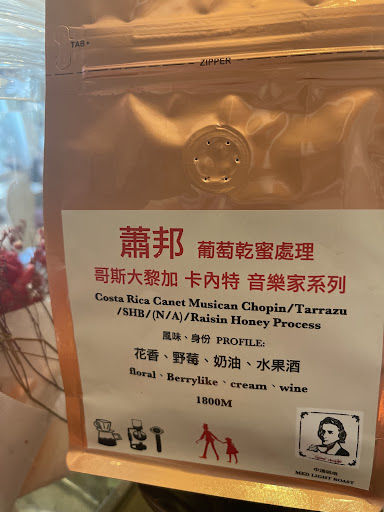 TAB
ZIPPER
蕭邦 葡萄乾蜜處理
哥斯大黎加 卡內特 音樂家系列
Costa Rica Canet Musican Chopin/Tarrazu
/SHB/(N/A)/Raisin Honey Process
風味、身份 PROFILE:
花香、野莓、奶油、水果酒
floral、Berrylike、cream、wine
1800M
MED LIGHT ROAST